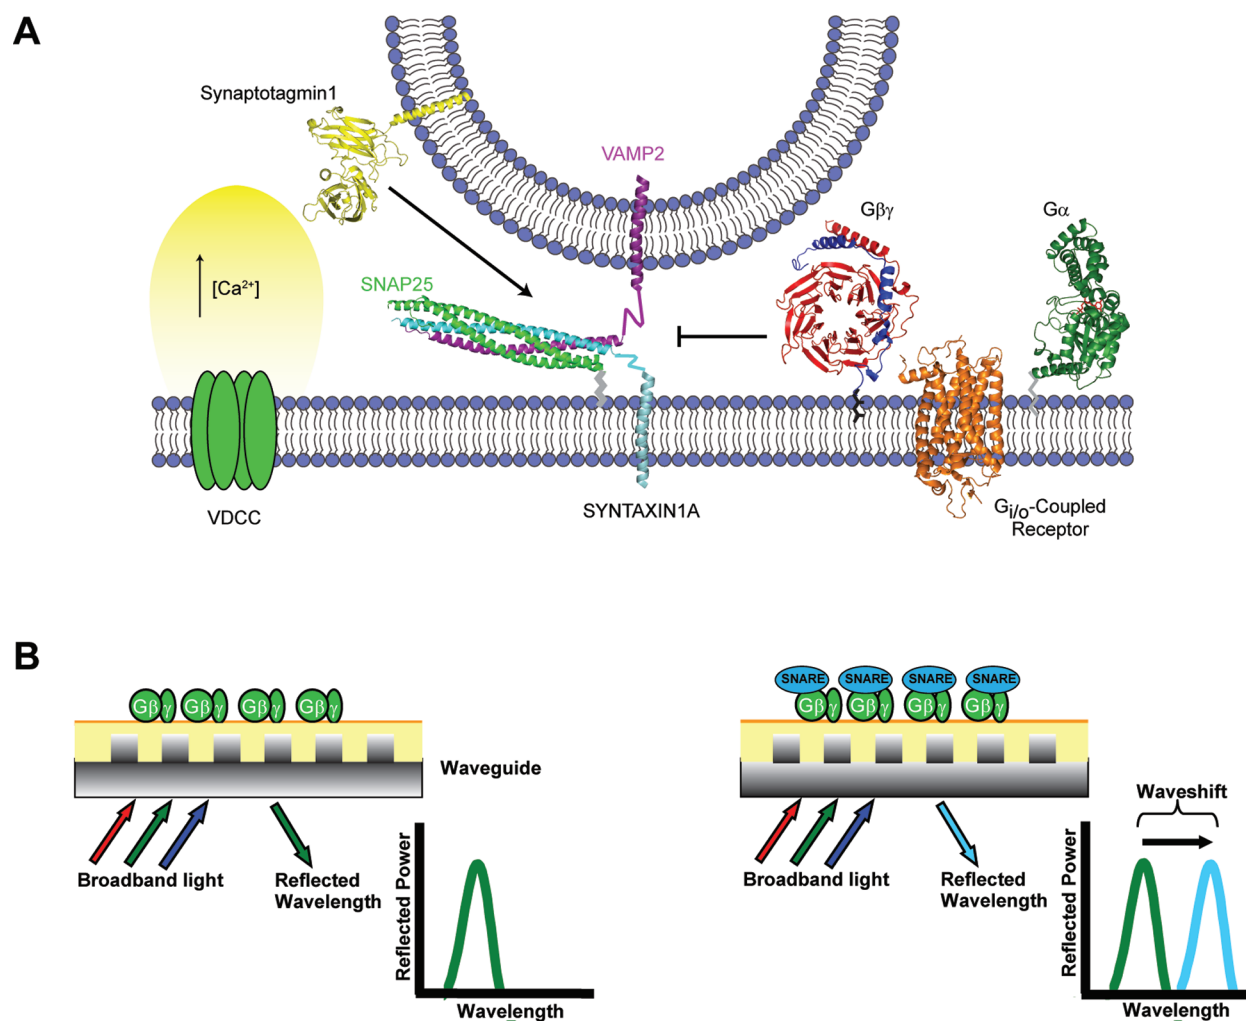 A
Synaptotagmin1
VAMP2
Gβγ
Gα
[Ca²⁺]
SNAP25
VDCC
SYNTAXIN1A
Gi/o-Coupled
Receptor
B
Gβ γ Gβ γ Gβ γ Gβ γ
Waveguide
Broadband light
Reflected
Wavelength
Reflected Power
Wavelength
SNARE SNARE SNARE SNARE
Gβ γ Gβ γ Gβ γ Gβ γ
Broadband light
Reflected
Wavelength
Waveshift
Reflected Power
Wavelength